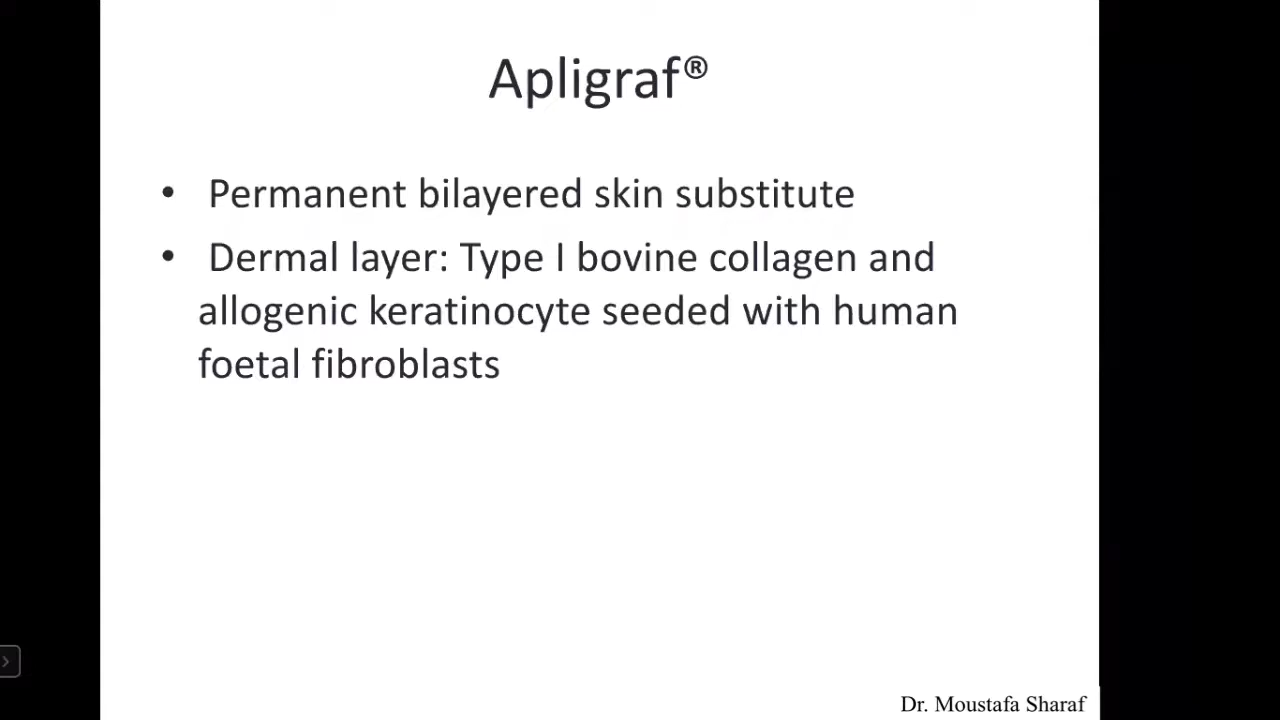 Apligraf®
• Permanent bilayered skin substitute
• Dermal layer: Type I bovine collagen and
allogenic keratinocyte seeded with human
foetal fibroblasts
Dr. Moustafa Sharaf